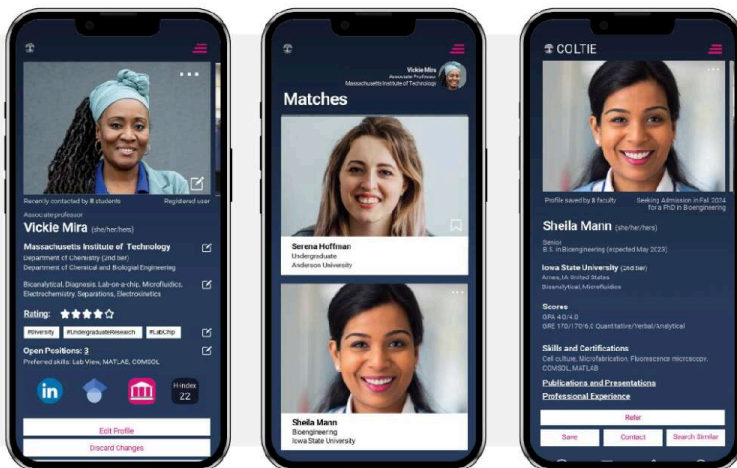 Recently contacted by 8 students
Registered user
Associate professor
Vickie Mira (she/her/hers)
Massachusetts Institute of Technology
Department of Chemistry (2nd tier)
Department of Chemical and Biologial Engineering
Bioanalytical, Diagnosis. Lab-on-a-chip, Microfluidics,
Electrochemistry, Separations, Electrokinetics
Rating:
#Diversity
#UndergraduateResearch
#LabChip
Open Positions: 3
Preferred skills: Lab View, MATLAB, COMSOL
in
H-index
22
Edit Profile
Discard Changes
Vickie Mira
Associate Professor
Massachusetts Institute of Technology
Matches
Serena Hoffman
Undergraduate
Anderson University
Sheila Mann
Bioengineering
Iowa State University
COLTIE
Profile saved by 8 faculty
Seeking Admission in Fall 2024
for a PhD in Bioengineering
Sheila Mann (she/her/hers)
Senior
B.S. in Bioengineering (expected May 2023)
Iowa State University (2nd tier)
Ames, IA United States
Bioanalytical, Microfluidics
Scores
GPA 4.0/4.0
GRE 170/170/6.0 Quantitative/Verbal/Analytical
Skills and Certifications
Cell culture, Microfabrication. Fluorescence microscopy.
COMSOL, MATLAB
Publications and Presentations
Professional Experience
Refer
Save
Contact
Search Similar